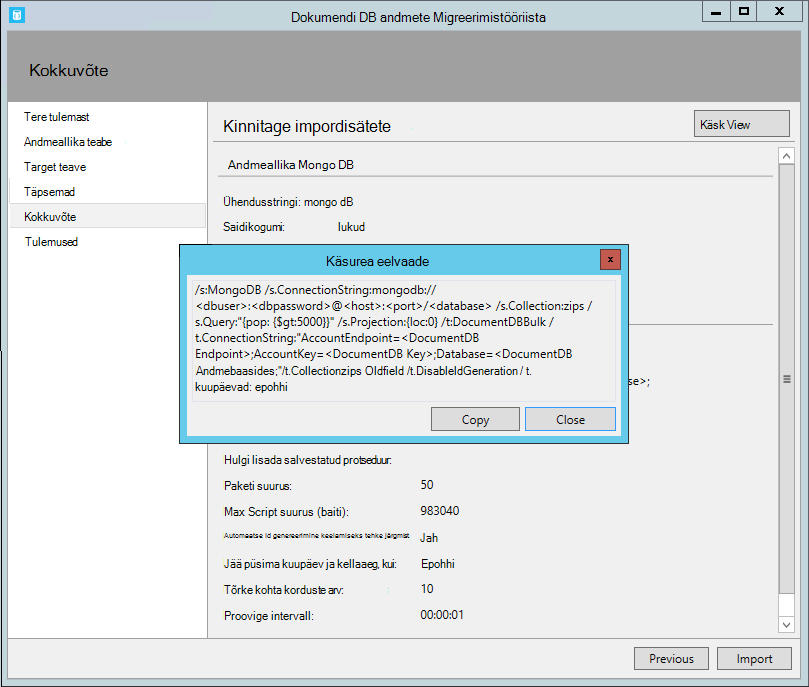 Dokumendi DB andmete Migreerimistööriista
Kokkuvõte
Tere tulemast
Andmeallika teabe
Target teave
Täpsemad
Kokkuvõte
Tulemused
Kinnitage impordisätete
Käsk View
Andmeallika Mongo DB
Ühendusstringi: mongo dB
Saidikogumi: lukud
Käsurea eelvaade
x
/s:MongoDB /s.ConnectionString:mongodb://
<dbuser>:<dbpassword>@<host>:<port>/<database> /s.Collection:zips /
s.Query:"{pop: {$gt:5000}}" /s.Projection:{loc:0} /t:DocumentDBBulk /
t.ConnectionString:"AccountEndpoint=<DocumentDB
Endpoint>;AccountKey=<DocumentDB Key>;Database=<DocumentDB
Andmebaasides;"/t.Collectionzips Oldfield /t.DisableIdGeneration / t.
kuupäevad: epohhi
se>;
Copy
Close
Hulgi lisada salvestatud protseduur:
Paketi suurus: 50
Max Script suurus (baiti): 983040
Automaatse Id genereerimine keelamiseks tehke järgmist Jah
Jää püsima kuupäev ja kellaaeg, kui: Epohhi
Tõrke kohta korduste arv: 10
Proovige intervall: 00:00:01
Previous
Import